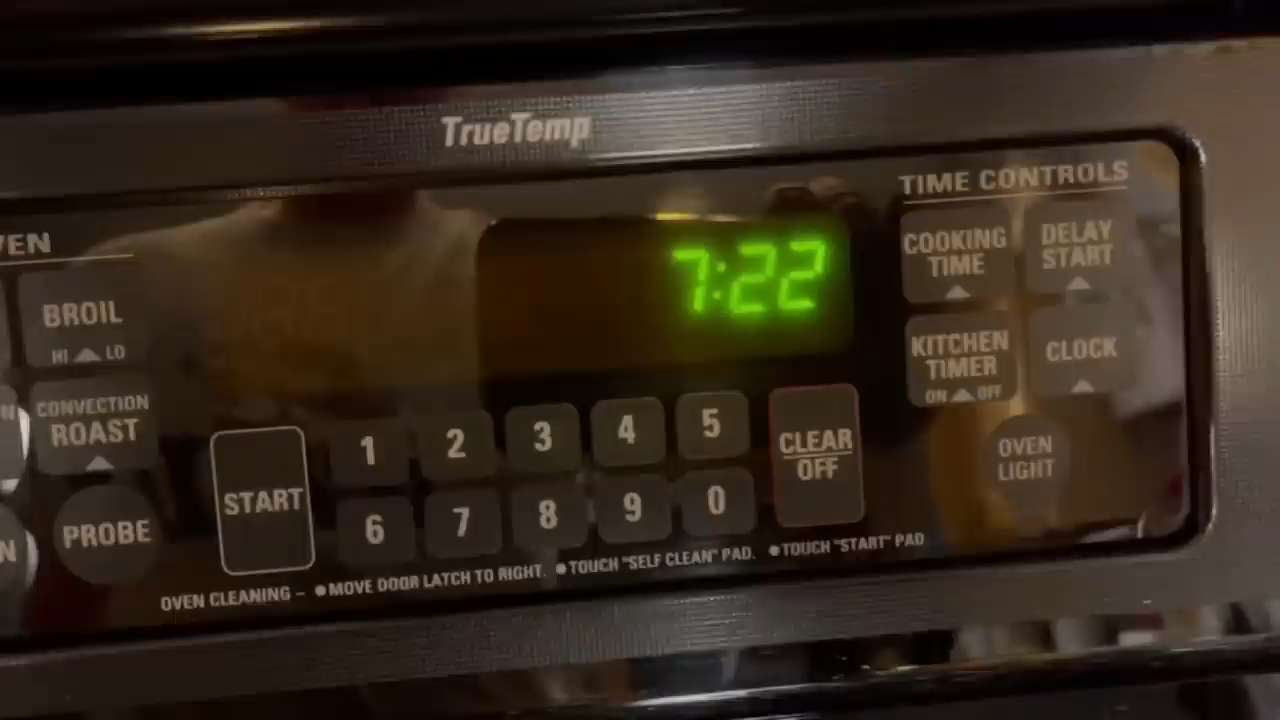 TrueTemp
TIME CONTROLS
COOKING TIME
DELAY START
7:22
BROIL
HI LO
KITCHEN TIMER
ON OFF
CLOCK
CONVECTION ROAST
1 2 3 4 5
CLEAR
OFF
OVEN LIGHT
START
PROBE
6 7 8 9 0
OVEN CLEANING – ●MOVE DOOR LATCH TO RIGHT. ●TOUCH "SELF CLEAN" PAD. ●TOUCH "START" PAD